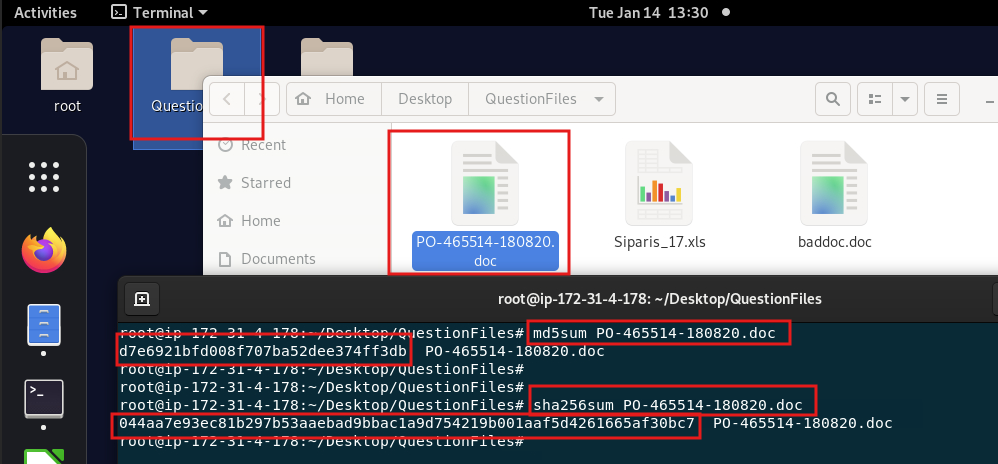 Activities Terminal Tue Jan 14 13:30
root
Questio
Home Desktop QuestionFiles
Recent
Starred
Home
Documents
PO-465514-180820.
doc
Siparis_17.xls
baddoc.doc
root@ip-172-31-4-178: ~/Desktop/QuestionFiles
root@ip-172-31-4-178:~/Desktop/QuestionFiles# md5sum PO-465514-180820.doc
d7e6921bfd008f707ba52dee374ff3db PO-465514-180820.doc
root@ip-172-31-4-178:~/Desktop/QuestionFiles#
root@ip-172-31-4-178:~/Desktop/QuestionFiles#
root@ip-172-31-4-178:~/Desktop/QuestionFiles# sha256sum PO-465514-180820.doc
044aa7e93ec81b297b53aaebad9bbac1a9d754219b001aaf5d4261665af30bc7 PO-465514-180820.doc
root@ip-172-31-4-178:~/Desktop/QuestionFiles#